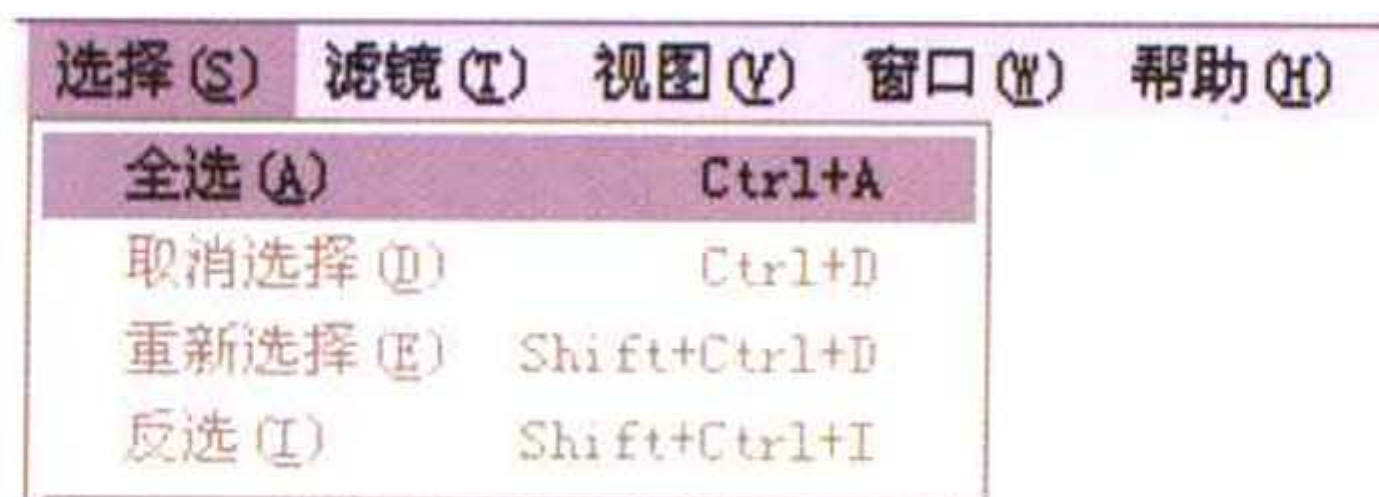 选择(S) 滤镜(T) 视图(V) 窗口(W) 帮助(H)
全选(A) Ctrl+A
取消选择(D) Ctrl+D
重新选择(E) Shift+Ctrl+D
反选(I) Shift+Ctrl+I